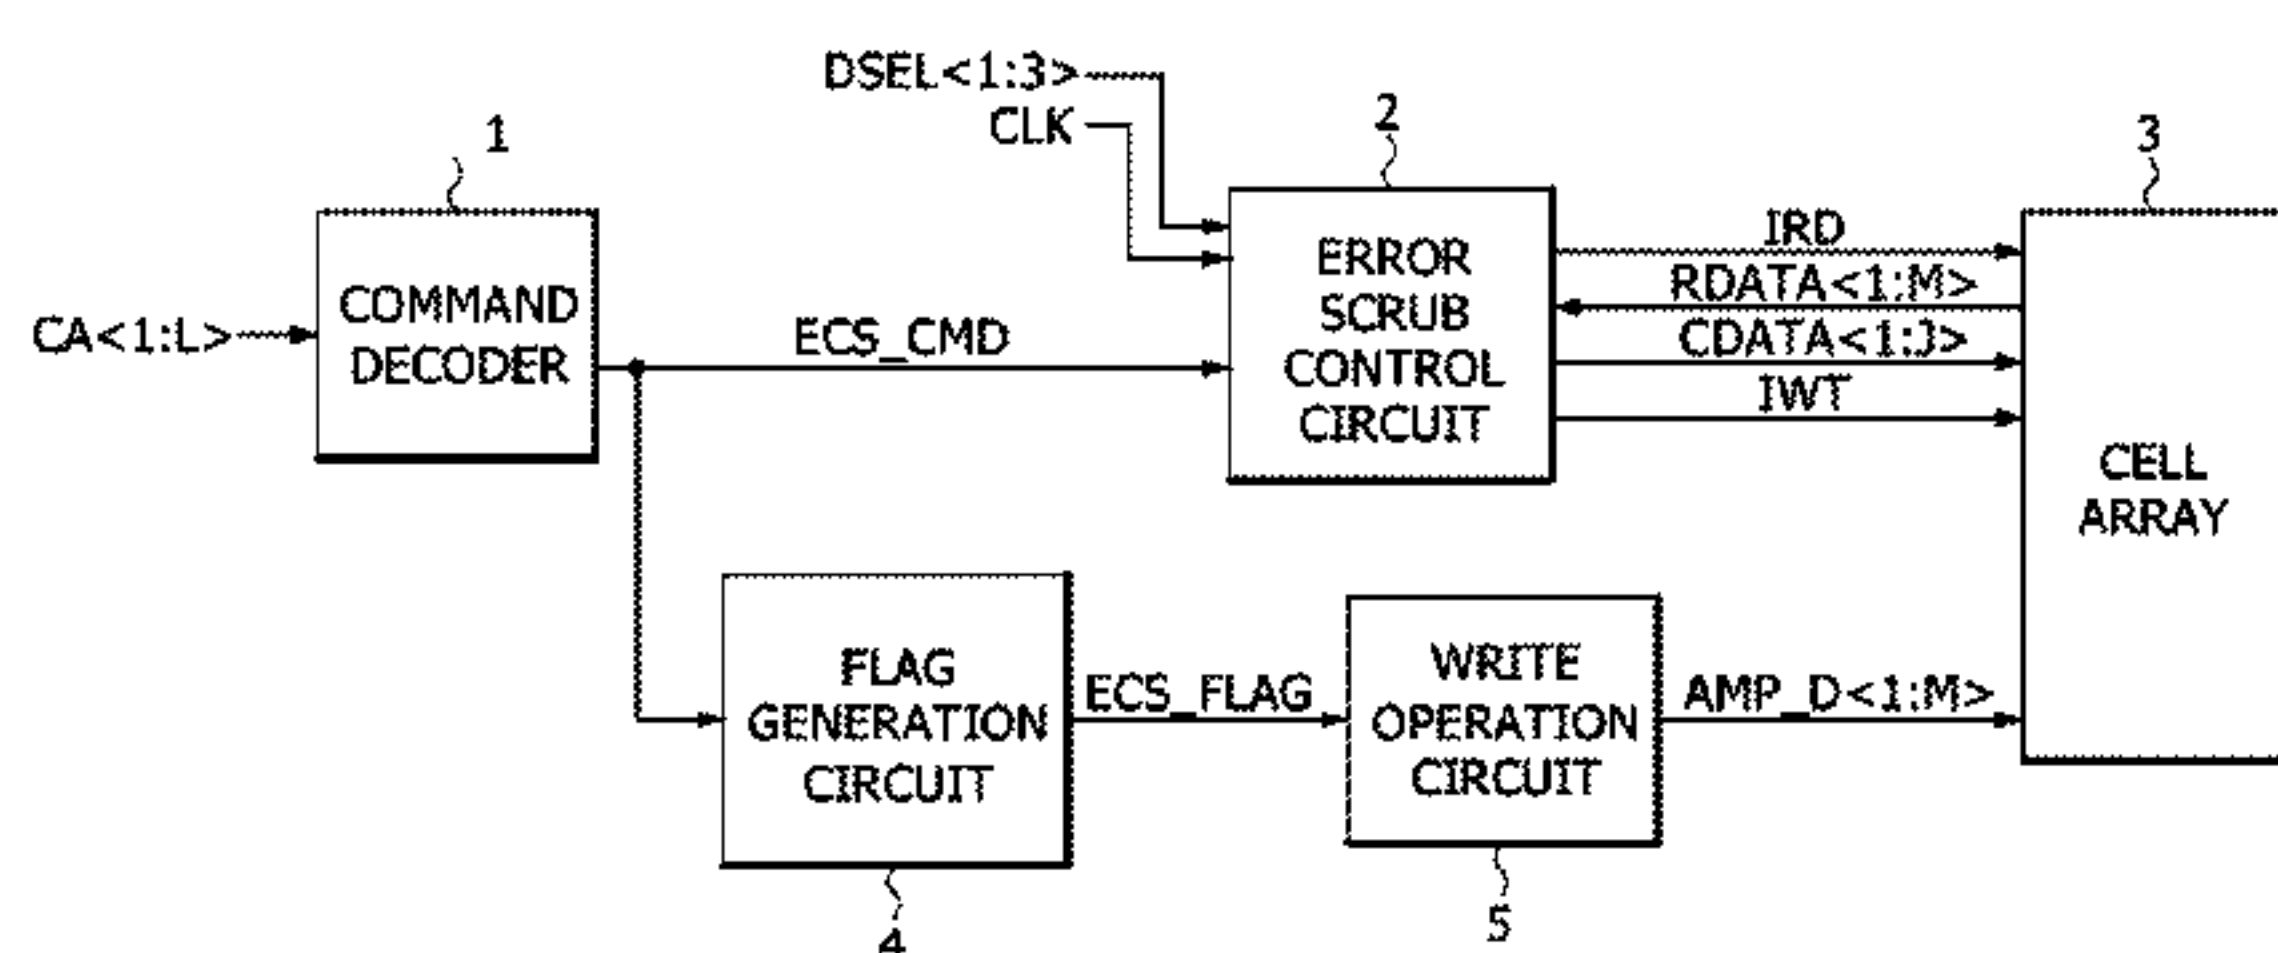 DSEL<1:3>
CLK
1
2
3
CA<1:L>
COMMAND
DECODER
ECS_CMD
ERROR
SCRUB
CONTROL
CIRCUIT
IRD
RDATA<1:M>
CDATA<1:J>
IWT
CELL
ARRAY
FLAG
GENERATION
CIRCUIT
ECS_FLAG
WRITE
OPERATION
CIRCUIT
AMP_D<1:M>
4
5